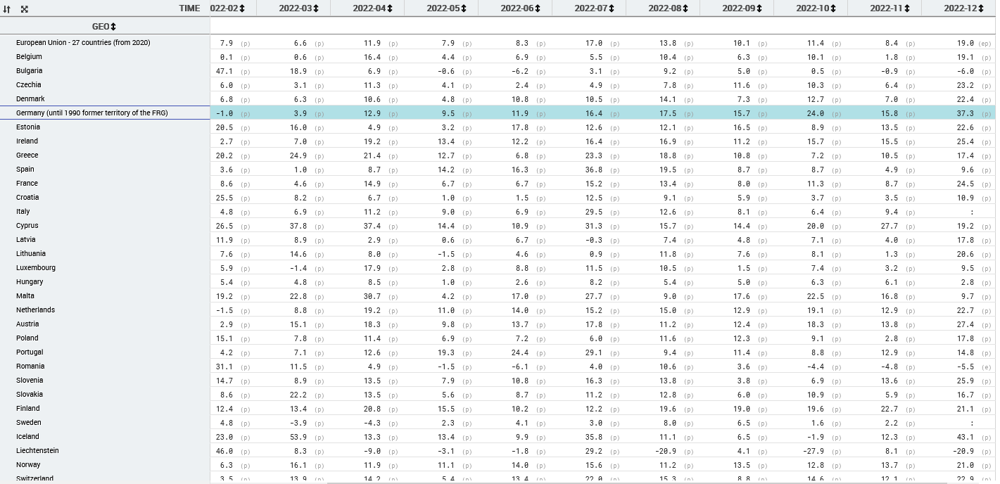 TIME 022-02 2022-03 2022-04 2022-05 2022-06 2022-07 2022-08 2022-09 2022-10 2022-11 2022-12
GEO
European Union - 27 countries (from 2020) 7.9 (p) 6.6 (p) 11.9 (p) 7.9 (p) 8.3 (p) 17.0 (p) 13.8 (p) 10.1 (p) 11.4 (p) 8.4 (p) 19.0 (ep)
Belgium 0.1 (p) 0.6 (p) 16.4 (p) 4.4 (p) 6.9 (p) 5.5 (p) 10.4 (p) 6.3 (p) 10.1 (p) 1.8 (p) 19.1 (p)
Bulgaria 47.1 (p) 18.9 (p) 6.9 (p) -0.6 (p) -6.2 (p) 3.1 (p) 9.2 (p) 5.0 (p) 0.5 (p) -0.9 (p) -6.0 (p)
Czechia 6.0 (p) 3.1 (p) 11.3 (p) 4.1 (p) 2.4 (p) 4.9 (p) 7.8 (p) 11.6 (p) 10.3 (p) 6.4 (p) 23.2 (p)
Denmark 6.8 (p) 6.3 (p) 10.6 (p) 4.8 (p) 10.8 (p) 10.5 (p) 14.1 (p) 7.3 (p) 12.7 (p) 7.0 (p) 22.4 (p)
Germany (until 1990 former territory of the FRG) -1.0 (p) 3.9 (p) 12.9 (p) 9.5 (p) 11.9 (p) 16.4 (p) 17.5 (p) 15.7 (p) 24.0 (p) 15.8 (p) 37.3 (p)
Estonia 20.5 (p) 16.0 (p) 4.9 (p) 3.2 (p) 17.8 (p) 12.6 (p) 12.1 (p) 16.5 (p) 8.9 (p) 13.5 (p) 22.6 (p)
Ireland 2.7 (p) 7.0 (p) 19.2 (p) 13.4 (p) 12.2 (p) 16.4 (p) 16.9 (p) 11.2 (p) 15.7 (p) 15.5 (p) 25.4 (p)
Greece 20.2 (p) 24.9 (p) 21.4 (p) 12.7 (p) 6.8 (p) 23.3 (p) 18.8 (p) 10.8 (p) 7.2 (p) 10.5 (p) 17.4 (p)
Spain 3.6 (p) 1.0 (p) 8.7 (p) 14.2 (p) 16.3 (p) 36.8 (p) 19.5 (p) 8.7 (p) 8.7 (p) 4.9 (p) 9.6 (p)
France 8.6 (p) 4.6 (p) 14.9 (p) 6.7 (p) 6.7 (p) 15.2 (p) 13.4 (p) 8.0 (p) 11.3 (p) 8.7 (p) 24.5 (p)
Croatia 25.5 (p) 8.2 (p) 6.7 (p) 1.0 (p) 1.5 (p) 12.5 (p) 9.1 (p) 5.9 (p) 3.7 (p) 3.5 (p) 10.9 (p)
Italy 4.8 (p) 6.9 (p) 11.2 (p) 9.0 (p) 6.9 (p) 29.5 (p) 12.6 (p) 8.1 (p) 6.4 (p) 9.4 (p) :
Cyprus 26.5 (p) 37.8 (p) 37.4 (p) 14.4 (p) 10.9 (p) 31.3 (p) 15.7 (p) 14.4 (p) 20.0 (p) 27.7 (p) 19.2 (p)
Latvia 11.9 (p) 8.9 (p) 2.9 (p) 0.6 (p) 6.7 (p) -0.3 (p) 7.4 (p) 4.8 (p) 7.1 (p) 4.0 (p) 17.8 (p)
Lithuania 7.6 (p) 14.6 (p) 8.0 (p) -1.5 (p) 4.6 (p) 0.9 (p) 11.8 (p) 7.6 (p) 8.1 (p) 1.3 (p) 20.6 (p)
Luxembourg 5.9 (p) -1.4 (p) 17.9 (p) 2.8 (p) 8.8 (p) 11.5 (p) 10.5 (p) 1.5 (p) 7.4 (p) 3.2 (p) 9.5 (p)
Hungary 5.4 (p) 4.8 (p) 8.5 (p) 1.0 (p) 2.6 (p) 8.2 (p) 5.4 (p) 5.0 (p) 6.3 (p) 6.1 (p) 2.8 (p)
Malta 19.2 (p) 22.8 (p) 30.7 (p) 4.2 (p) 17.0 (p) 27.7 (p) 9.0 (p) 17.6 (p) 22.5 (p) 16.8 (p) 9.7 (p)
Netherlands -1.5 (p) 8.8 (p) 19.2 (p) 11.0 (p) 14.0 (p) 15.2 (p) 15.0 (p) 12.9 (p) 19.1 (p) 12.9 (p) 22.7 (p)
Austria 2.9 (p) 15.1 (p) 18.3 (p) 9.8 (p) 13.7 (p) 17.8 (p) 11.2 (p) 12.4 (p) 18.3 (p) 13.8 (p) 27.4 (p)
Poland 15.1 (p) 7.8 (p) 11.4 (p) 6.9 (p) 7.2 (p) 6.0 (p) 11.6 (p) 12.3 (p) 9.1 (p) 2.8 (p) 17.8 (p)
Portugal 4.2 (p) 7.1 (p) 12.6 (p) 19.3 (p) 24.4 (p) 29.1 (p) 9.4 (p) 11.4 (p) 8.8 (p) 12.9 (p) 14.8 (p)
Romania 31.1 (p) 11.5 (p) 4.9 (p) -1.5 (p) -6.1 (p) 4.0 (p) 10.6 (p) 3.6 (p) -4.4 (p) -4.8 (p) -5.5 (e)
Slovenia 14.7 (p) 8.9 (p) 13.5 (p) 7.9 (p) 10.8 (p) 16.3 (p) 13.8 (p) 3.8 (p) 6.9 (p) 13.6 (p) 25.9 (p)
Slovakia 8.6 (p) 22.2 (p) 13.5 (p) 5.6 (p) 8.7 (p) 11.2 (p) 12.8 (p) 6.0 (p) 10.9 (p) 5.9 (p) 16.7 (p)
Finland 12.4 (p) 13.4 (p) 20.8 (p) 15.5 (p) 10.2 (p) 12.2 (p) 19.6 (p) 19.0 (p) 19.6 (p) 22.7 (p) 21.1 (p)
Sweden 4.8 (p) -3.9 (p) -4.3 (p) 2.3 (p) 4.1 (p) 3.0 (p) 8.0 (p) 6.5 (p) 1.6 (p) 2.2 (p) :
Iceland 23.0 (p) 53.9 (p) 13.3 (p) 13.4 (p) 9.9 (p) 35.8 (p) 11.1 (p) 6.5 (p) -1.9 (p) 12.3 (p) 43.1 (p)
Liechtenstein 46.0 (p) 8.3 (p) -9.0 (p) -3.1 (p) -1.8 (p) 29.2 (p) -20.9 (p) 4.1 (p) -27.9 (p) 8.1 (p) -20.9 (p)
Norway 6.3 (p) 16.1 (p) 11.9 (p) 11.1 (p) 14.0 (p) 15.6 (p) 11.2 (p) 13.5 (p) 12.8 (p) 13.7 (p) 21.0 (p)
Switzerland 3.5 (p) 13.9 (p) 14.2 (p) 5.4 (p) 13.4 (p) 22.0 (p) 15.3 (p) 8.8 (p) 14.6 (p) 12.1 (p) 22.9 (p)